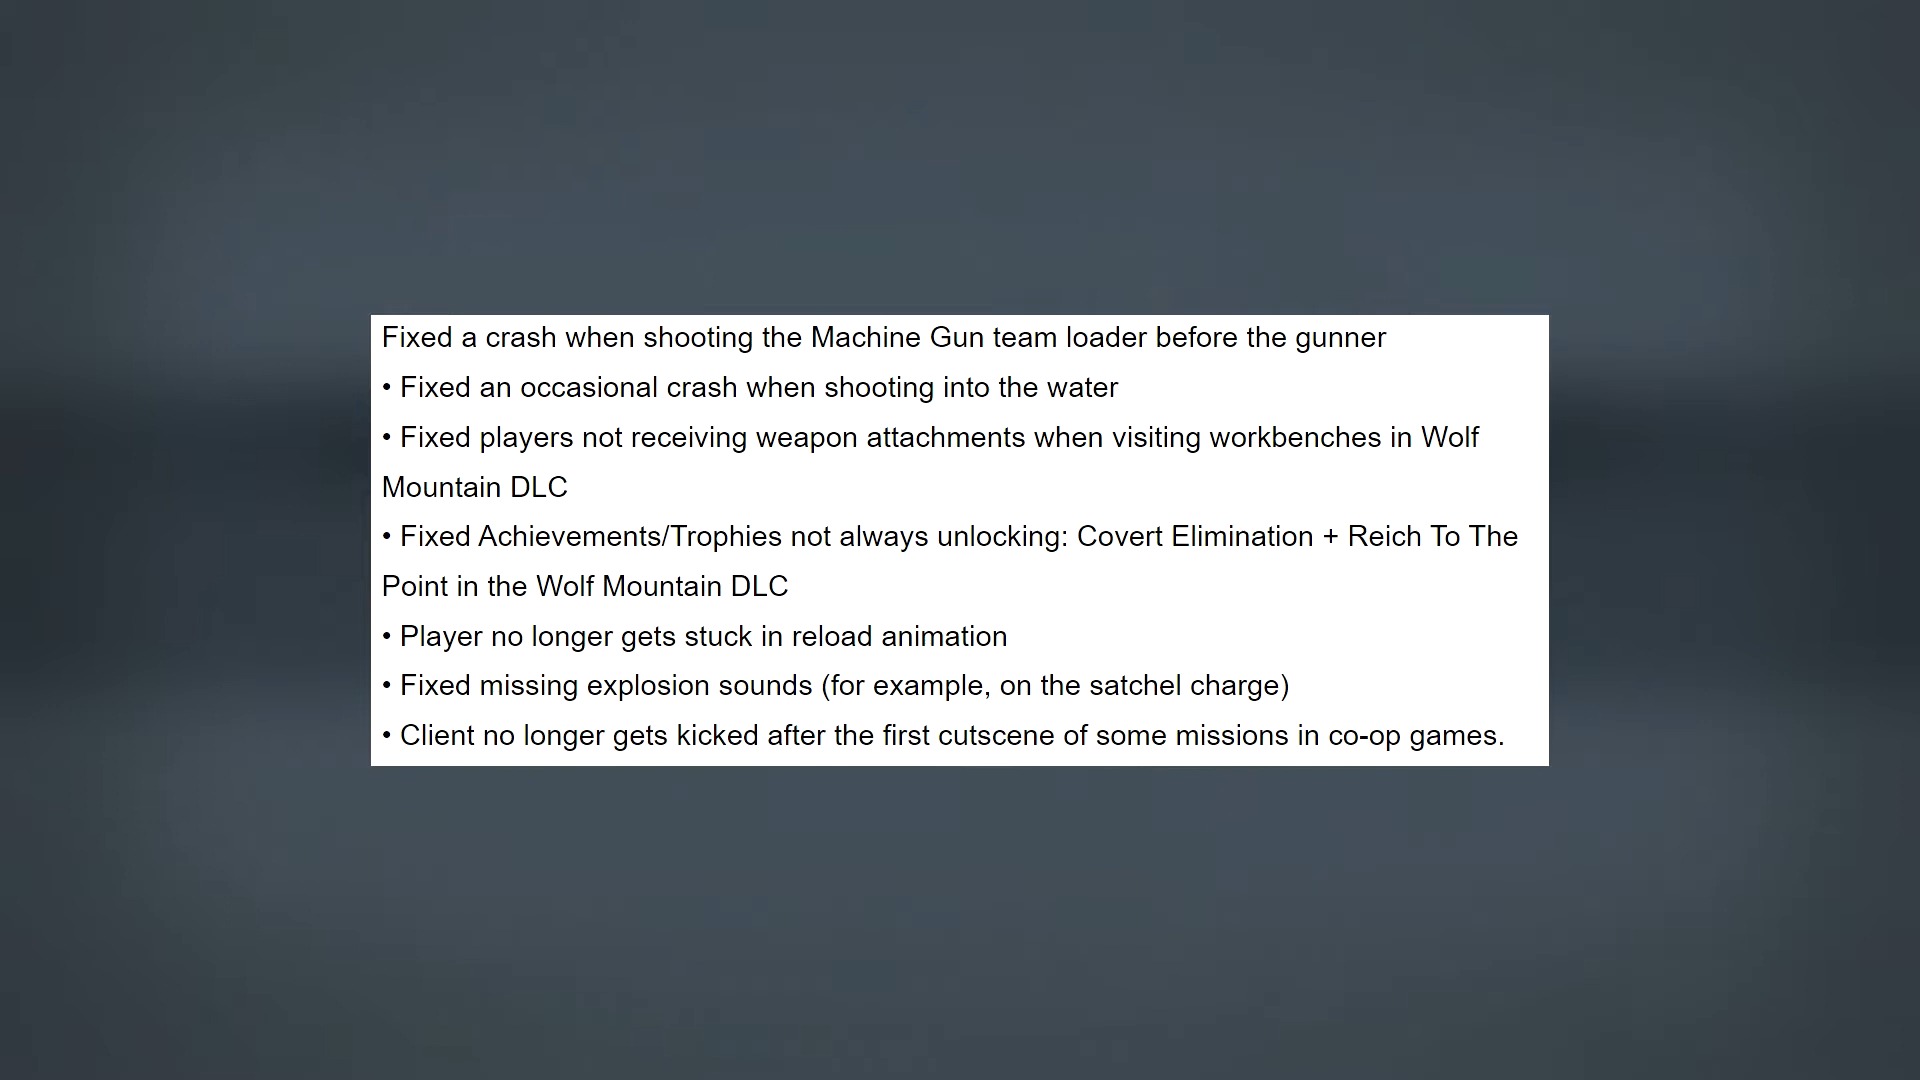 Fixed a crash when shooting the Machine Gun team loader before the gunner
• Fixed an occasional crash when shooting into the water
• Fixed players not receiving weapon attachments when visiting workbenches in Wolf
Mountain DLC
• Fixed Achievements/Trophies not always unlocking: Covert Elimination + Reich To The
Point in the Wolf Mountain DLC
• Player no longer gets stuck in reload animation
• Fixed missing explosion sounds (for example, on the satchel charge)
• Client no longer gets kicked after the first cutscene of some missions in co-op games.